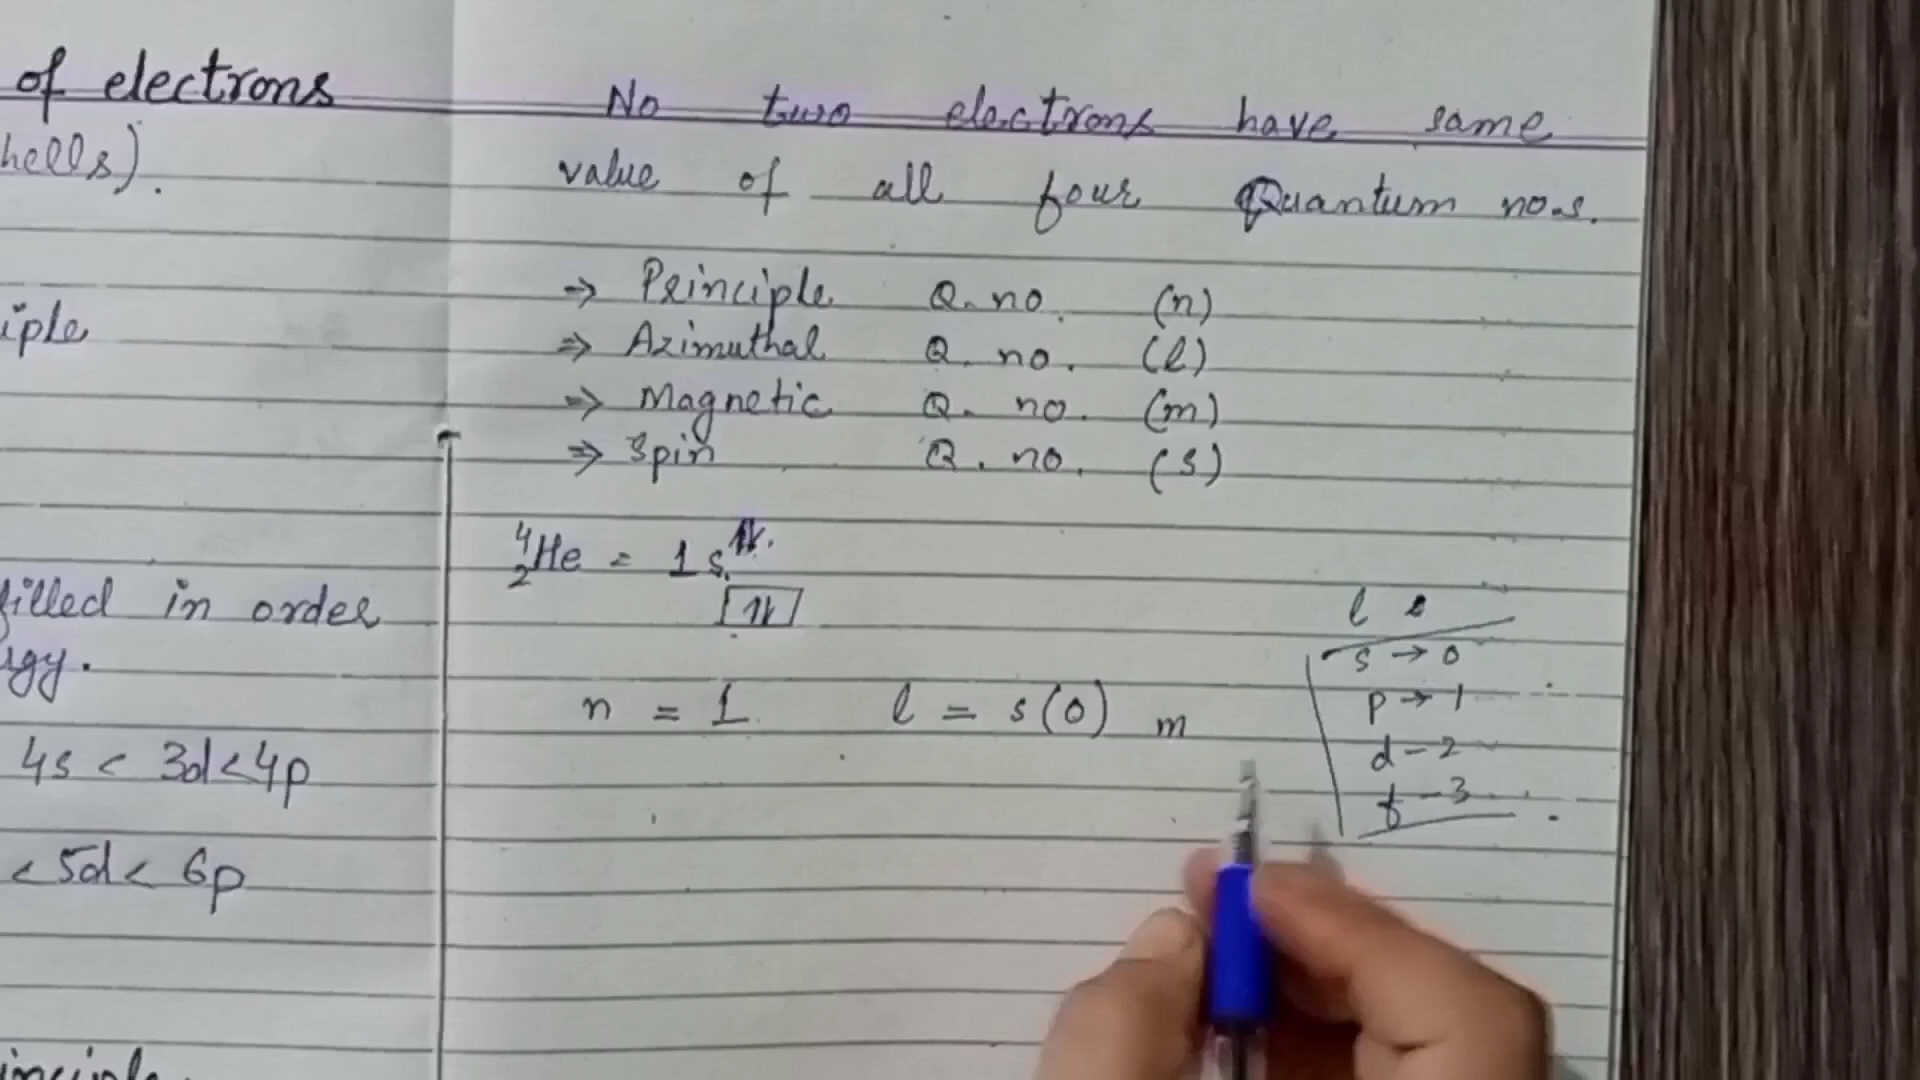 of electrons
hells).
iple
filled in order
rgy.
4s < 3d<4p
< 5d< 6p
No two electrons have same
value of all four Quantum no.s.
→ Principle Q. no. (n)
⇒ Azimuthal Q. no. (l)
⇒ Magnetic Q. no. (m)
⇒ Spin Q. no. (s)
⁴₂He = 1s^⥮.
[⥮]
n = 1 l = s(0) m
l
s → 0
p → 1
d - 2
f - 3